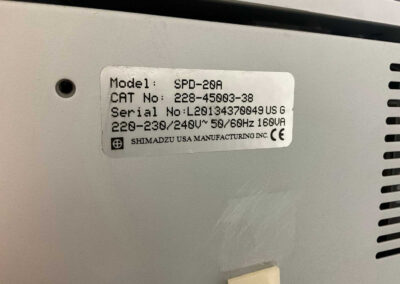 Model: SPD-20A
CAT No: 228-45003-38
Serial No:L20134370049 US G
220-230/240V~ 50/60Hz 160VA
SHIMADZU USA MANUFACTURING INC. CE